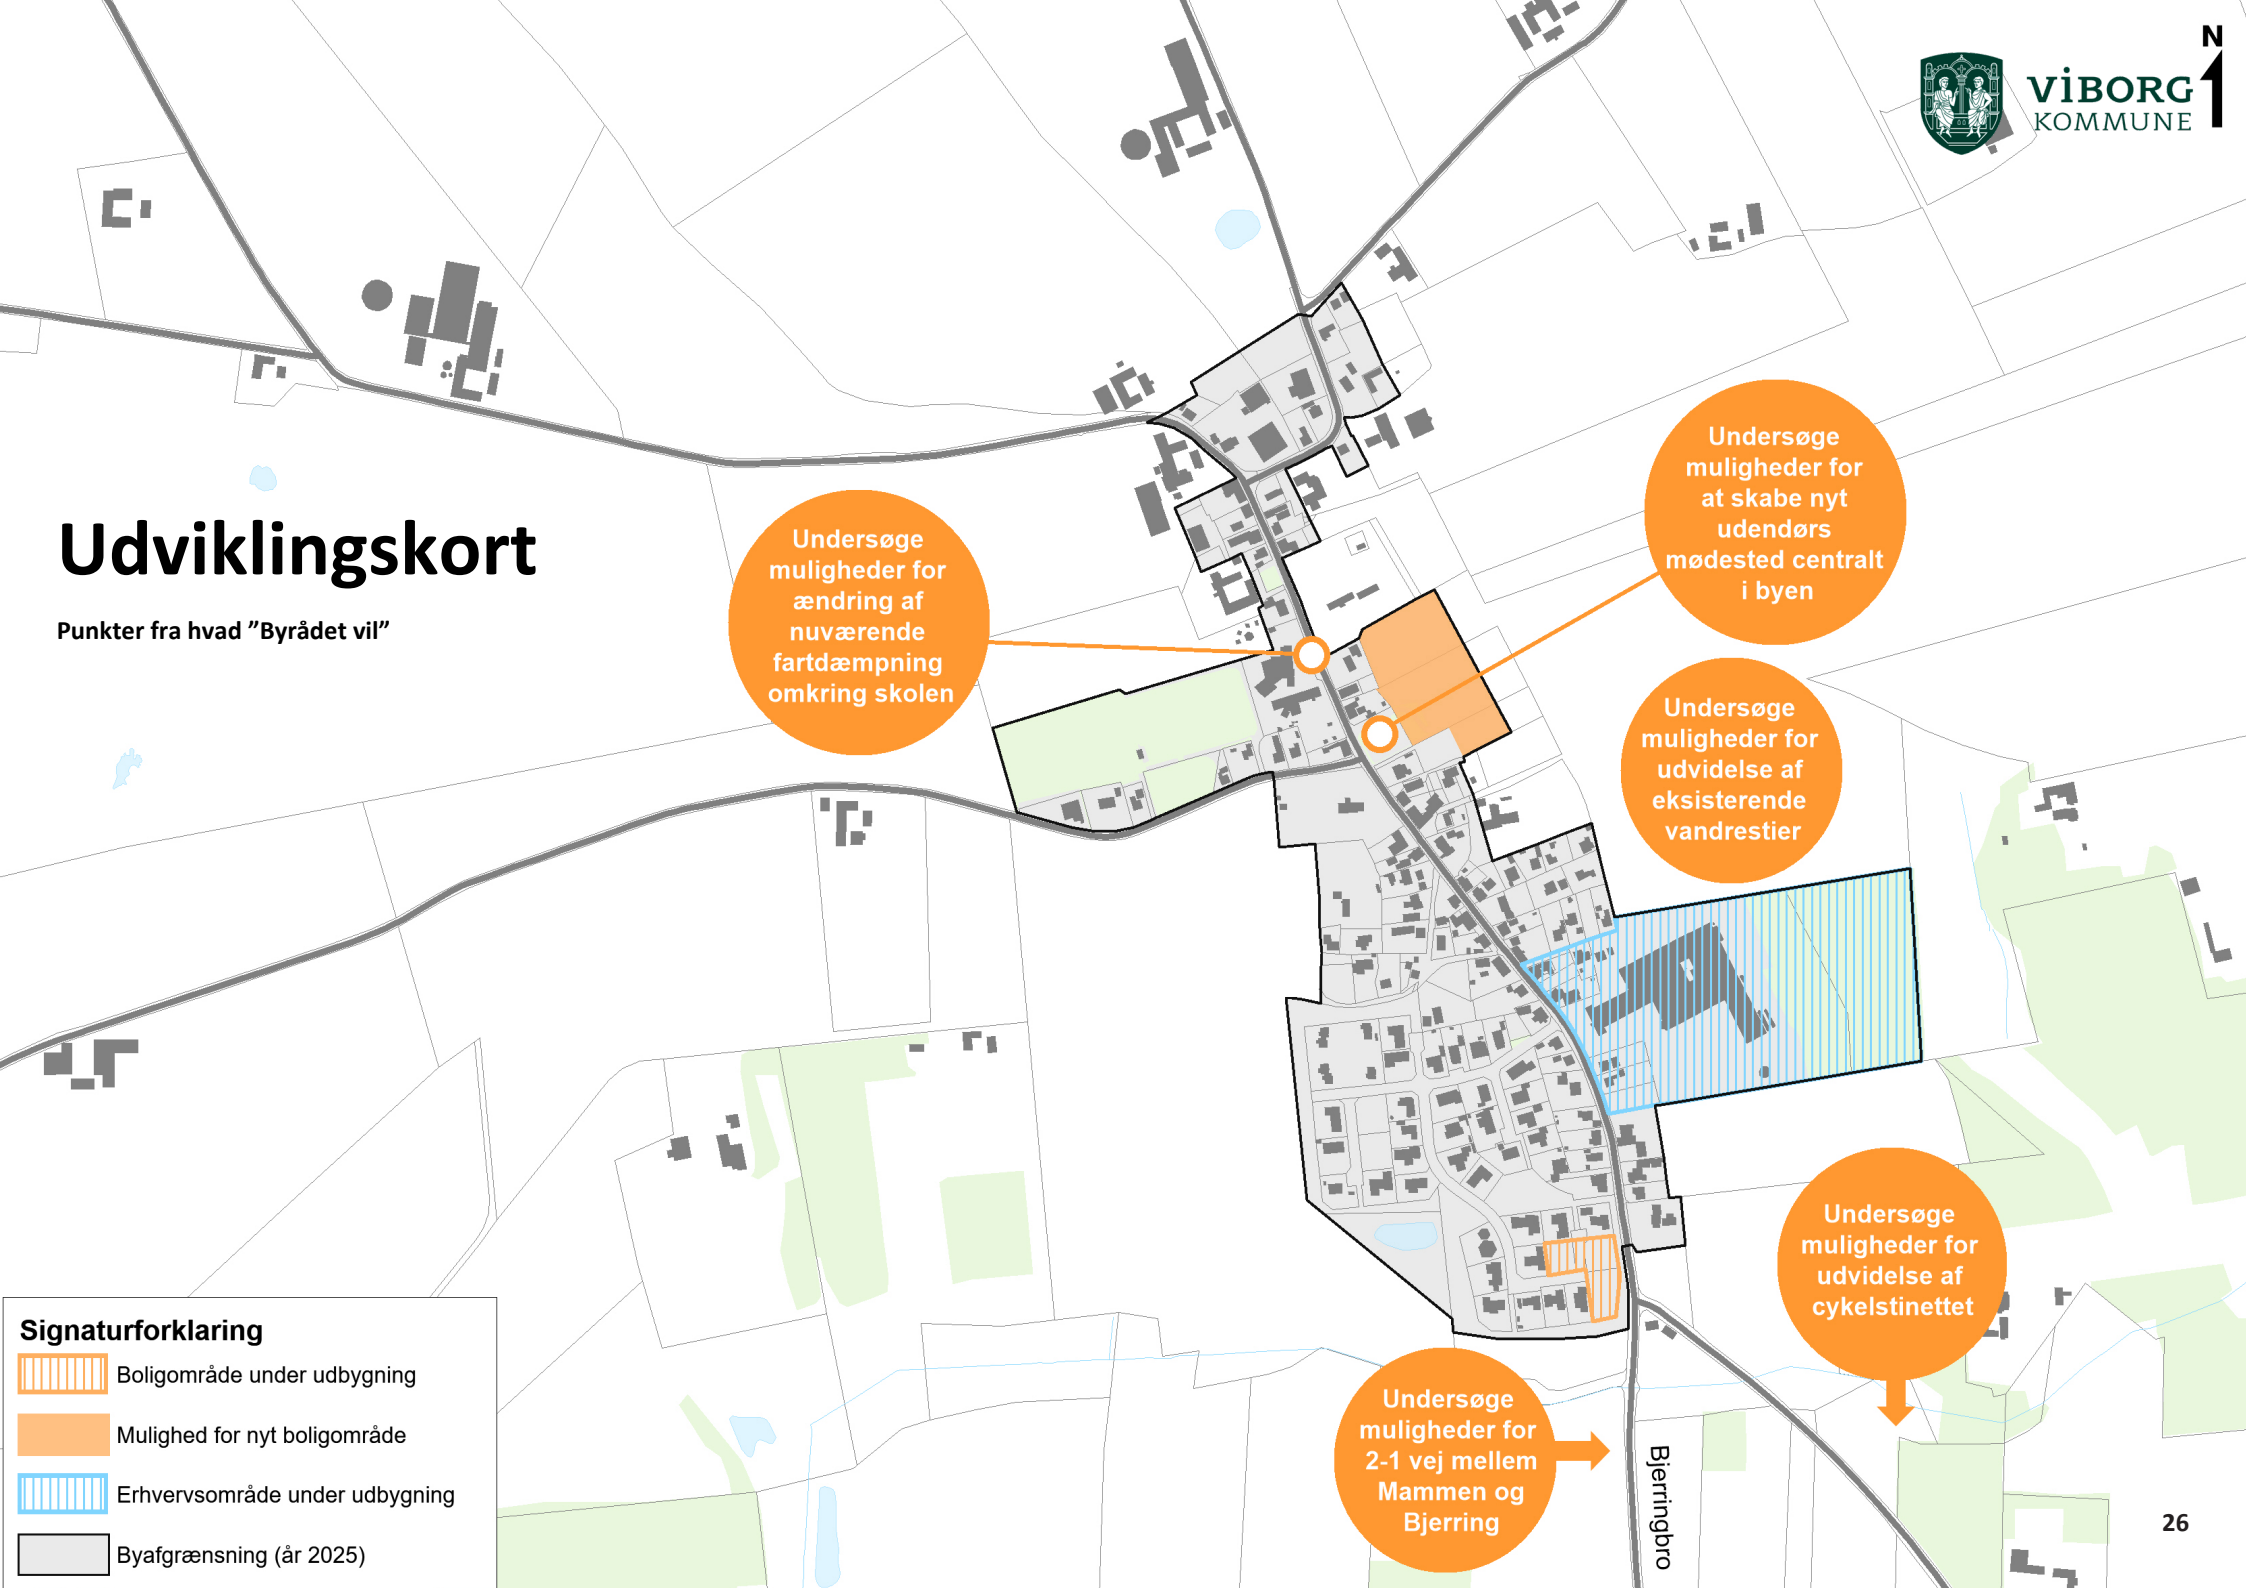 N
VIBORG
KOMMUNE
Udviklingskort
Punkter fra hvad ”Byrådet vil”
Undersøge
muligheder for
ændring af
nuværende
fartdæmpning
omkring skolen
Undersøge
muligheder for
at skabe nyt
udendørs
mødested centralt
i byen
Undersøge
muligheder for
udvidelse af
eksisterende
vandrestier
Undersøge
muligheder for
udvidelse af
cykelstinettet
Undersøge
muligheder for
2-1 vej mellem
Mammen og
Bjerring
Bjerringbro
Signaturforklaring
Boligområde under udbygning
Mulighed for nyt boligområde
Erhvervsområde under udbygning
Byafgrænsning (år 2025)
26